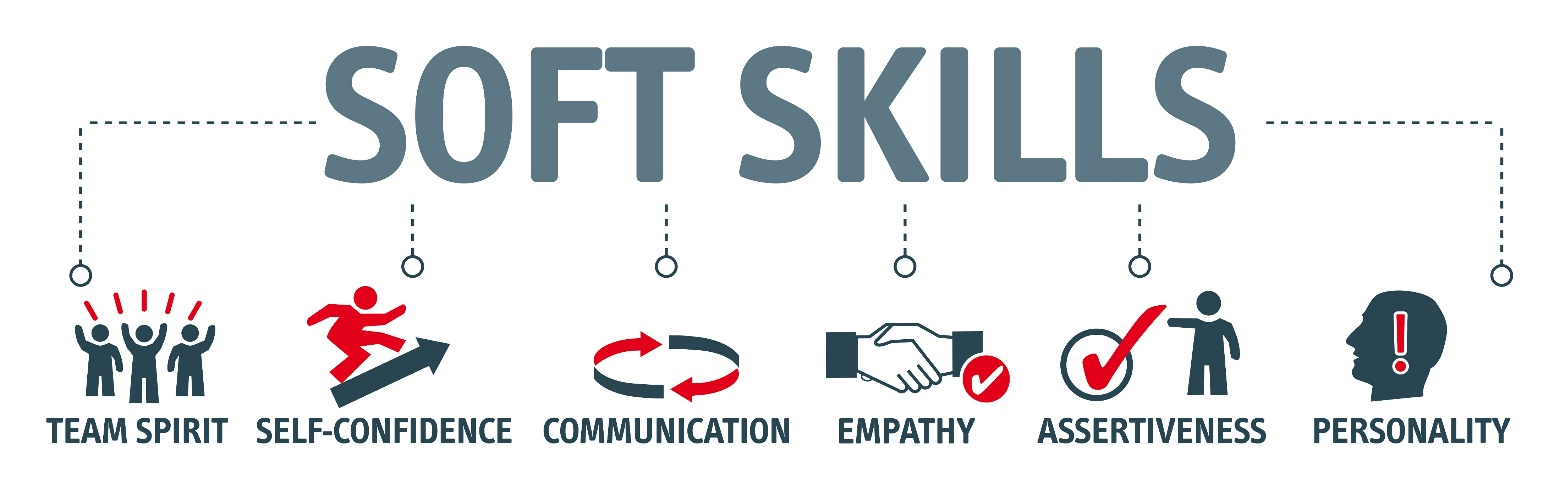 SOFT SKILLS
TEAM SPIRIT
SELF-CONFIDENCE
COMMUNICATION
EMPATHY
ASSERTIVENESS
PERSONALITY